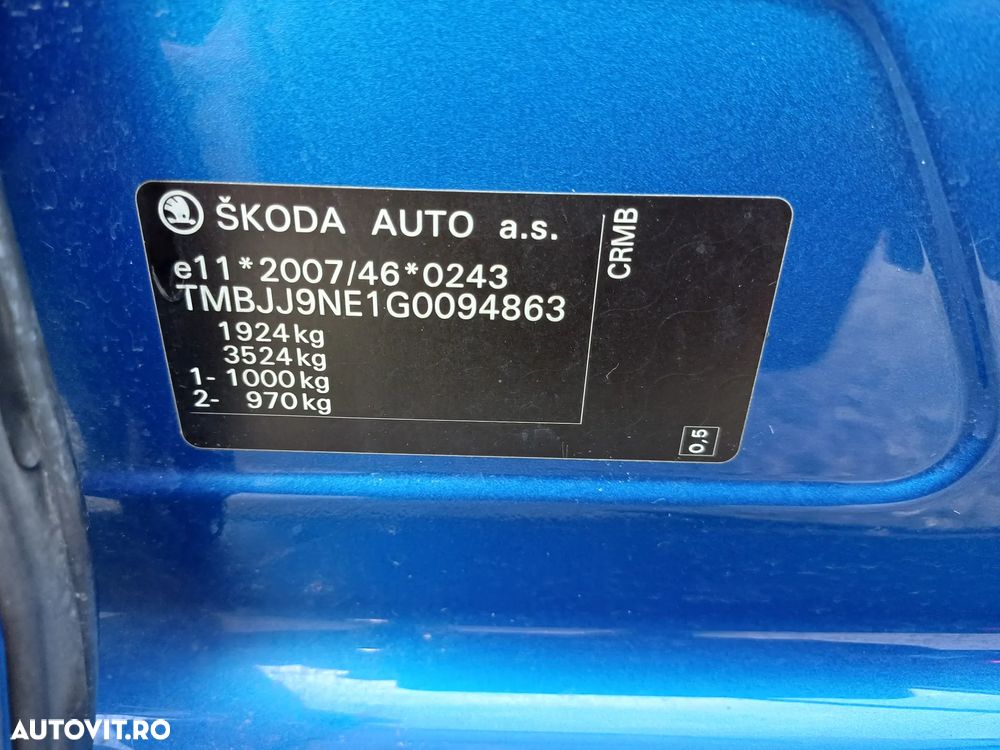 ŠKODA AUTO a.s.
e11*2007/46*0243
TMBJJ9NE1G0094863
1924kg
3524kg
1- 1000kg
2- 970kg
CRMB
0,5
AUTOVIT.RO